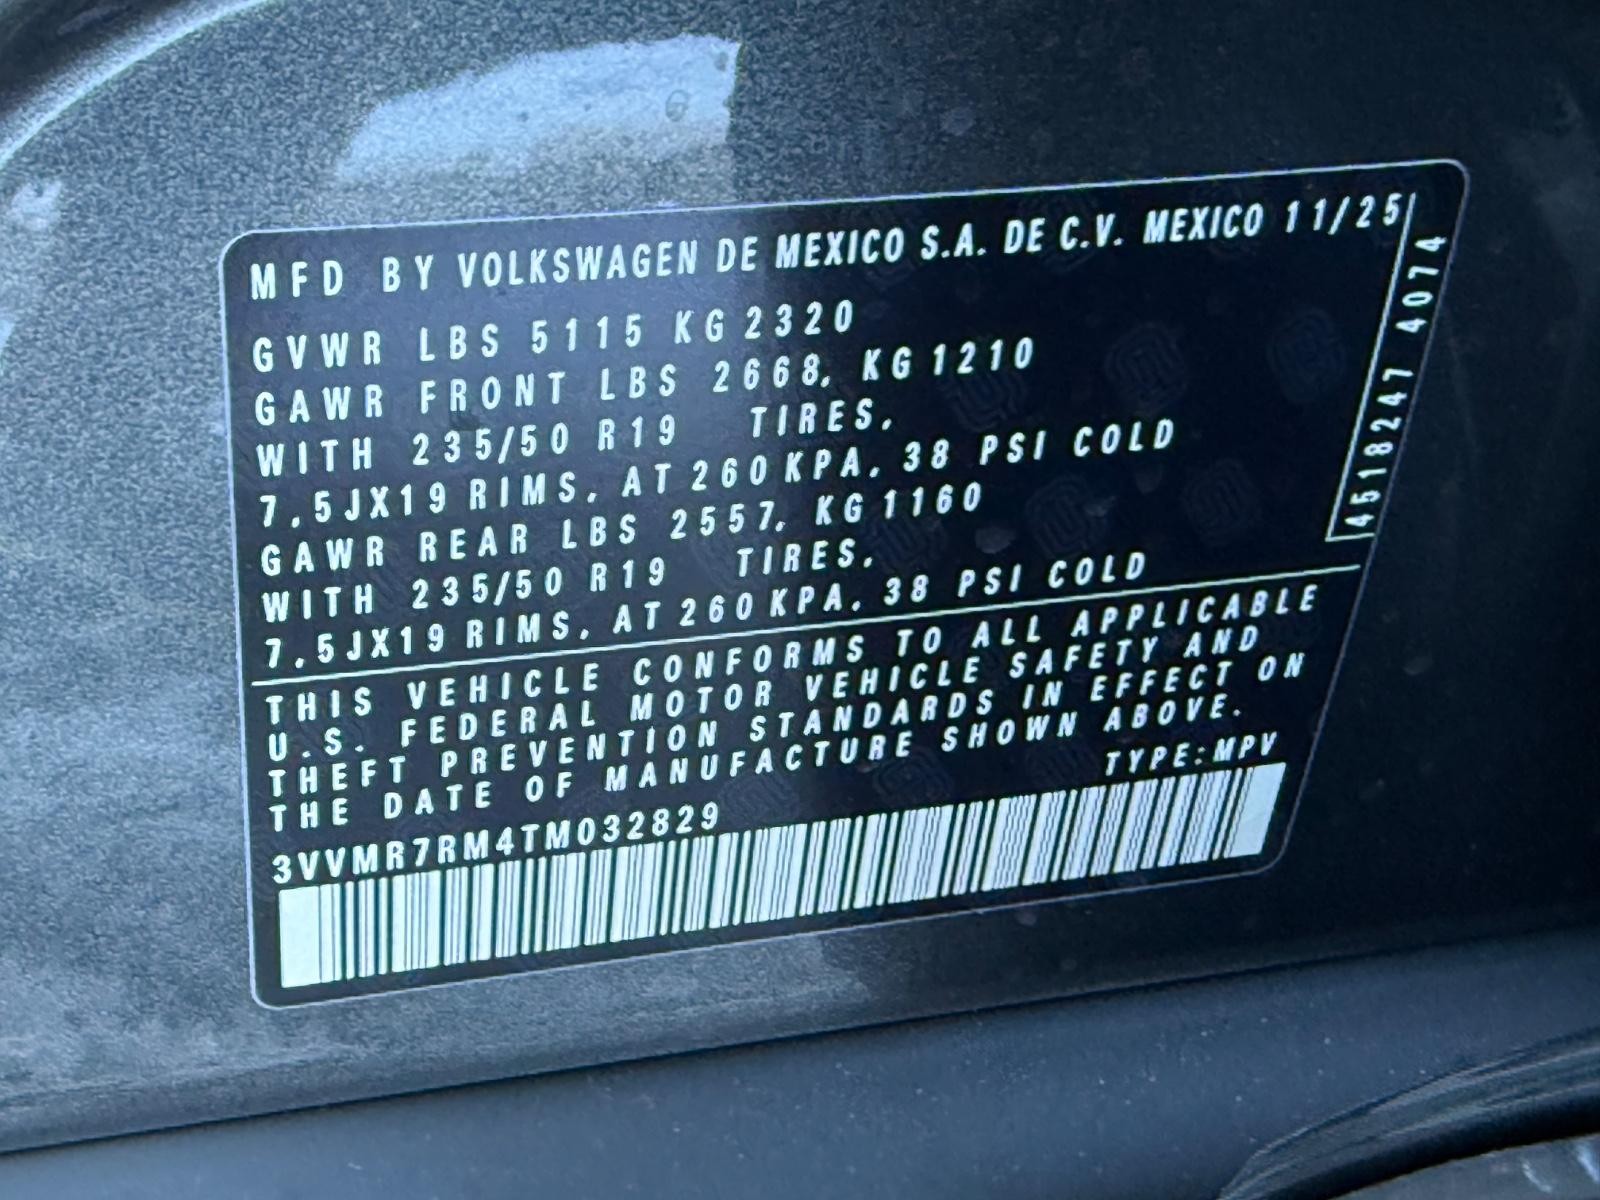 MFD BY VOLKSWAGEN DE MEXICO S.A. DE C.V. MEXICO 11/25
GVWR LBS 5115 KG 2320
GAWR FRONT LBS 2668, KG 1210
WITH 235/50 R19 TIRES,
7.5JX19 RIMS, AT 260 KPA, 38 PSI COLD
GAWR REAR LBS 2557, KG 1160
WITH 235/50 R19 TIRES,
7.5JX19 RIMS, AT 260 KPA, 38 PSI COLD
4518247 4074
THIS VEHICLE CONFORMS TO ALL APPLICABLE
U.S. FEDERAL MOTOR VEHICLE SAFETY AND
THEFT PREVENTION STANDARDS IN EFFECT ON
THE DATE OF MANUFACTURE SHOWN ABOVE.
TYPE: MPV
3VVMR7RM4TM032829